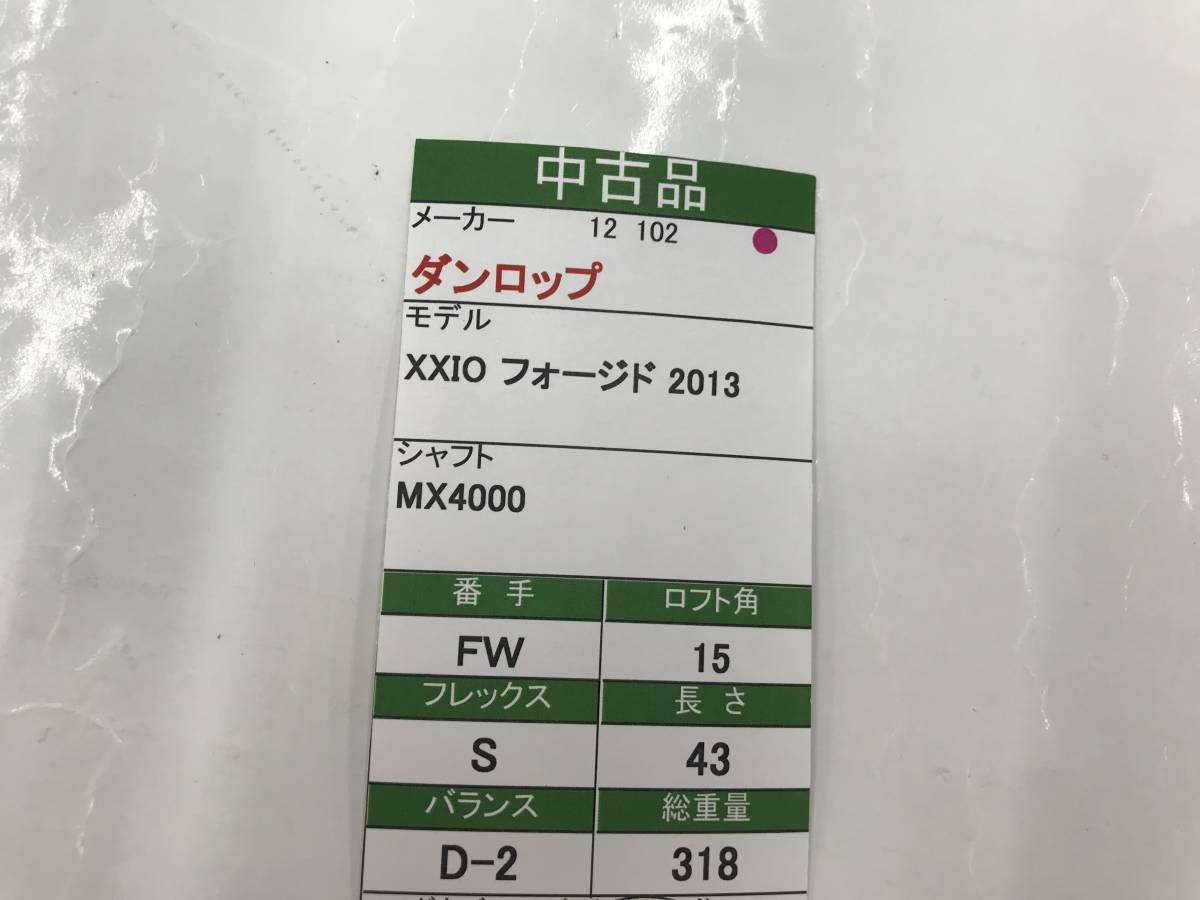 中古品
メーカー 12 102
ダンロップ
モデル
XXIO フォージド 2013
シャフト
MX4000
番 手 ロフト角
FW 15
フレックス 長 さ
S 43
バランス 総重量
D-2 318